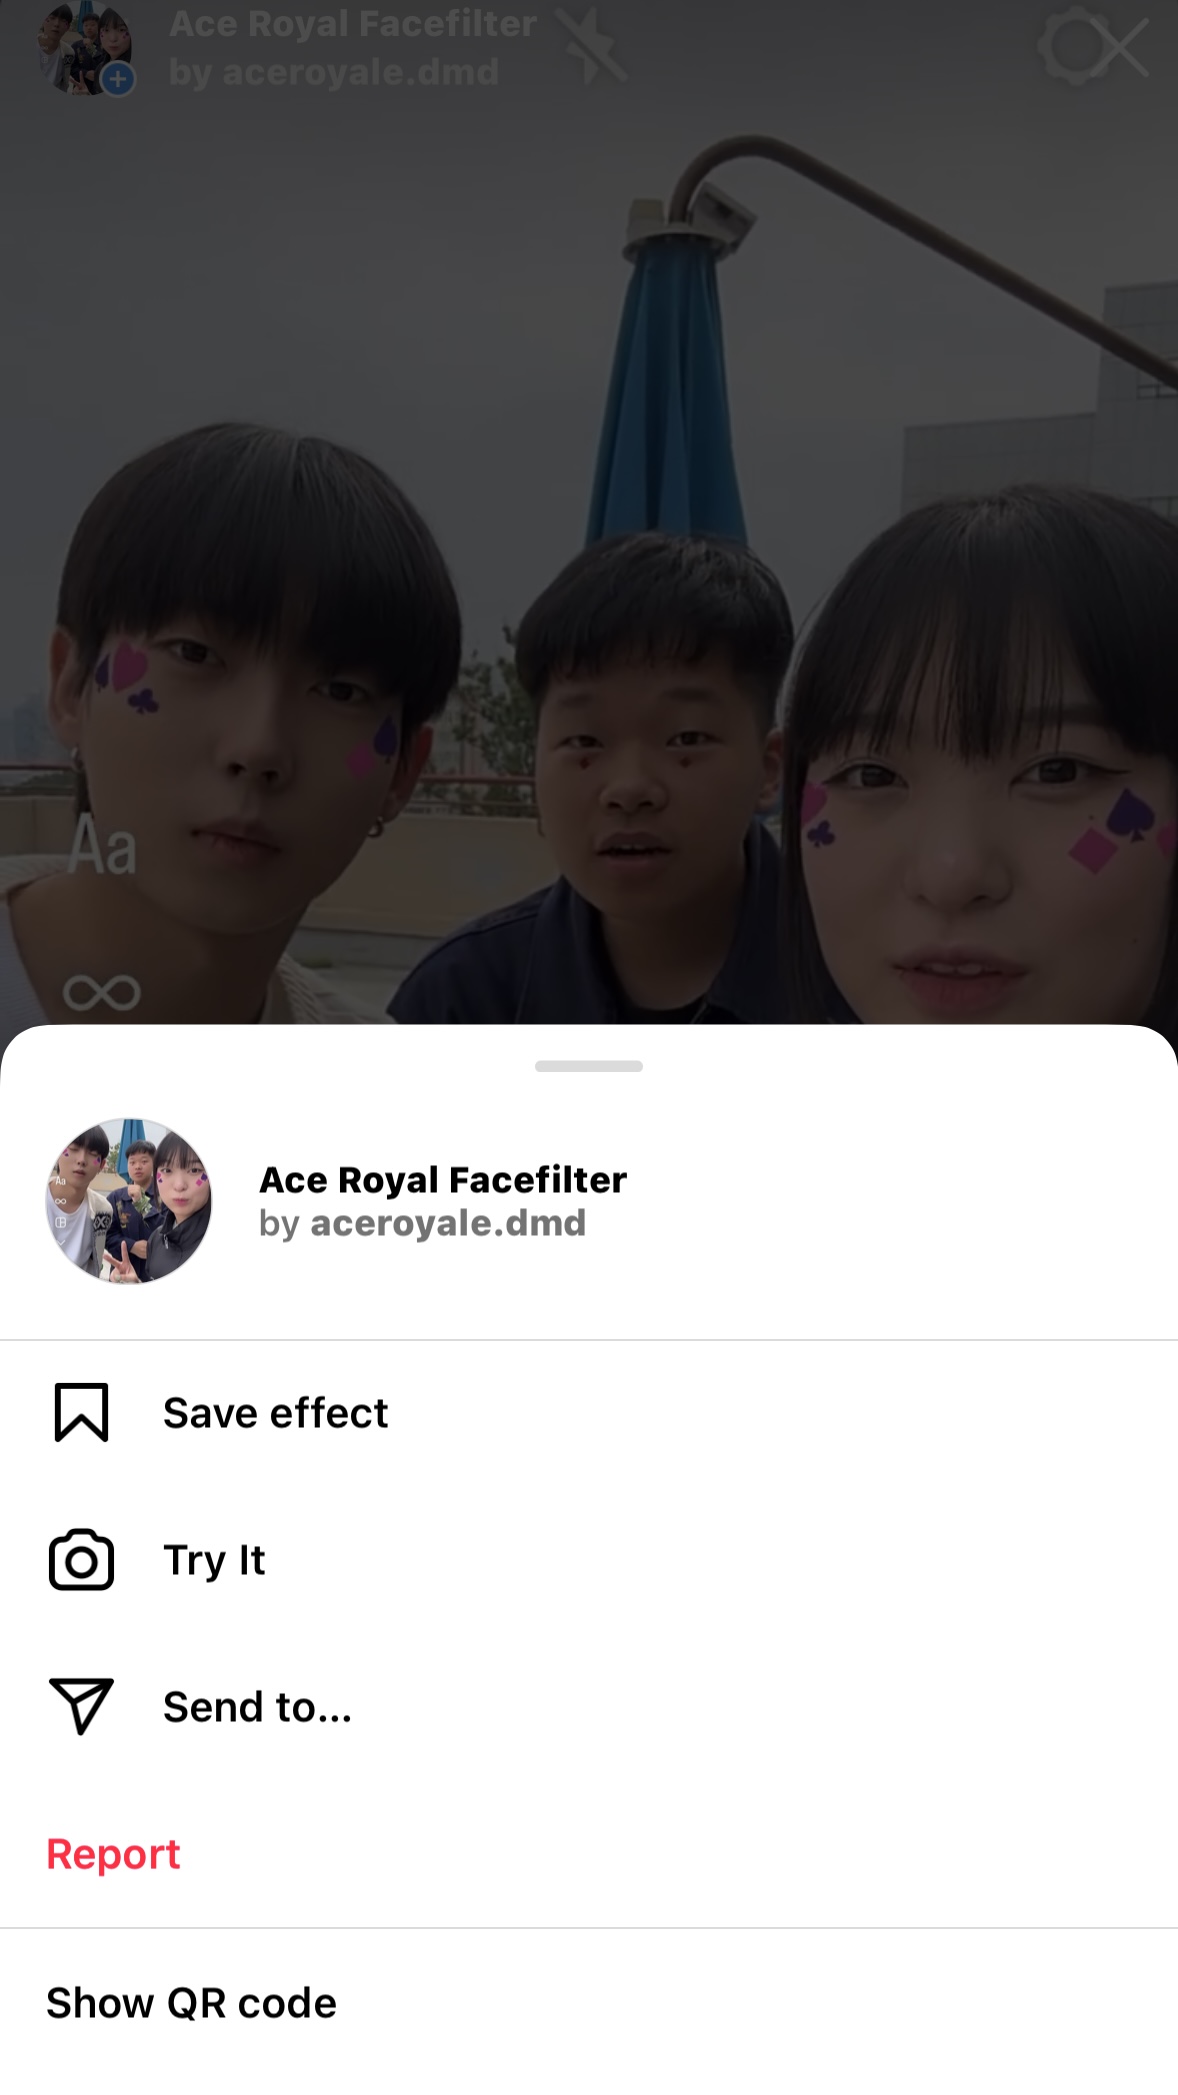 Ace Royal Facefilter
by aceroyale.dmd
Aa
Ace Royal Facefilter
by aceroyale.dmd
Aa
Save effect
Try It
Send to...
Report
Show QR code